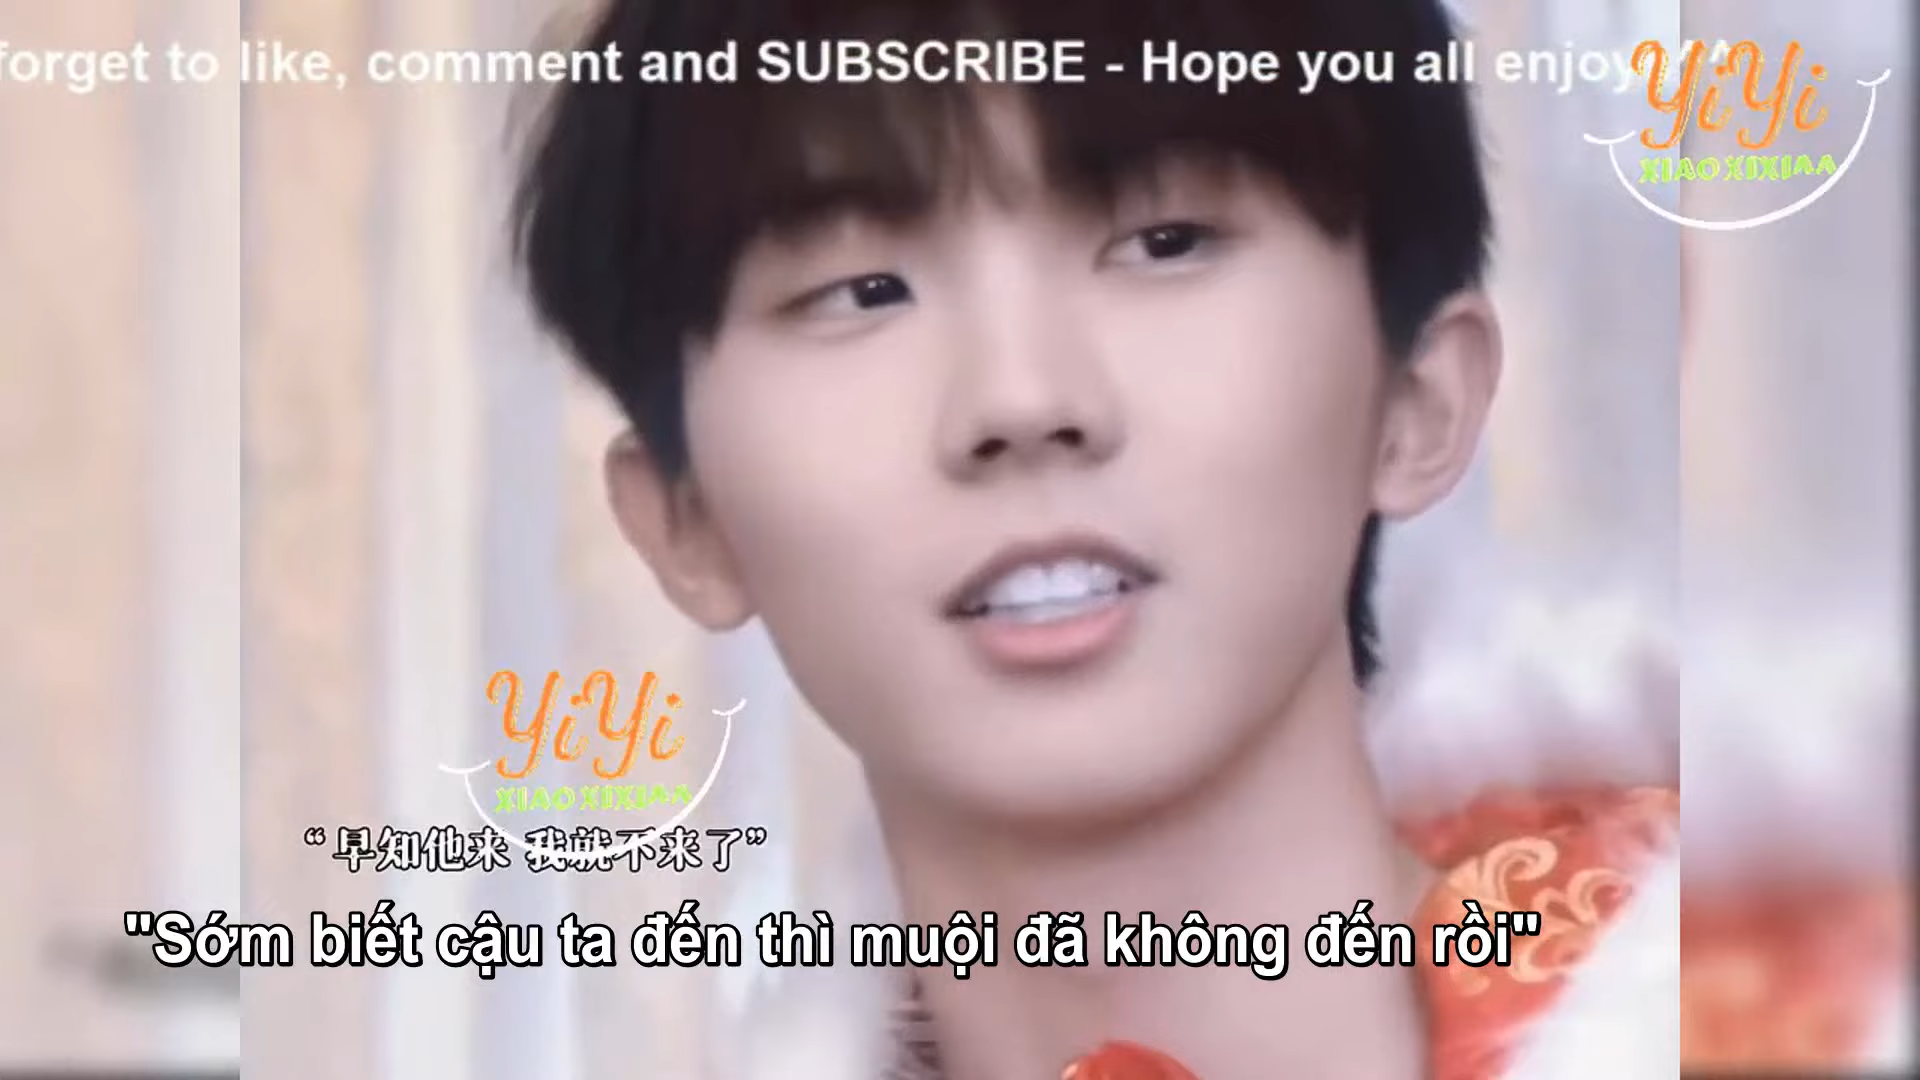 forget to like, comment and SUBSCRIBE - Hope you all enjoy ^^
YiYi
XIAO XIXIAA
YiYi
XIAO XIXIAA
“早知他来 我就不来了”
"Sớm biết cậu ta đến thì muội đã không đến rồi"